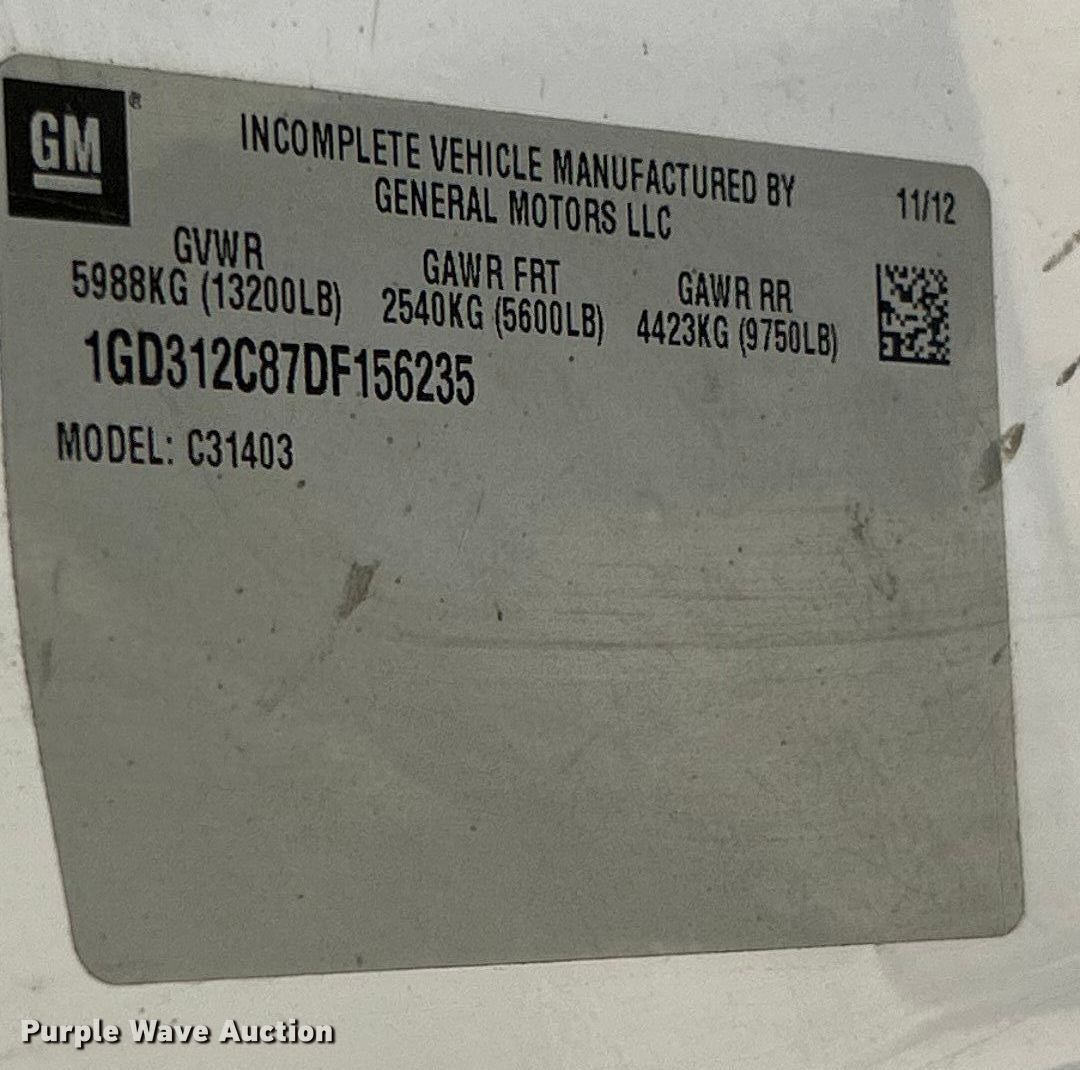 GM®
INCOMPLETE VEHICLE MANUFACTURED BY
GENERAL MOTORS LLC
11/12
GVWR
5988KG (13200LB)
GAWR FRT
2540KG (5600LB)
GAWR RR
4423KG (9750LB)
1GD312C87DF156235
MODEL: C31403
Purple Wave Auction